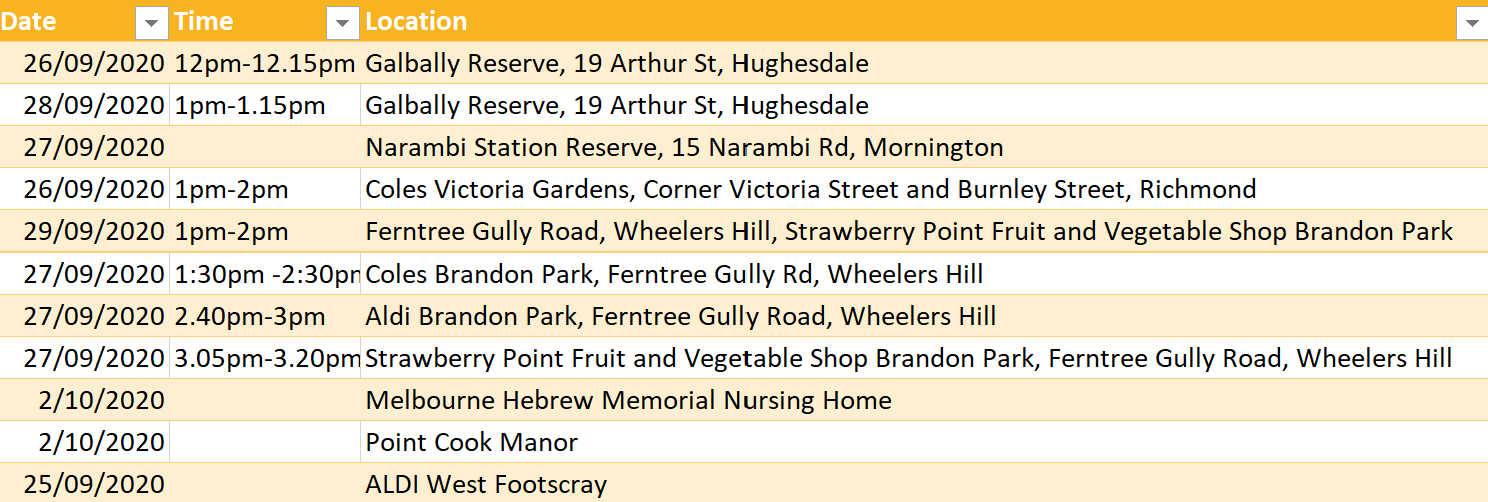 Date Time Location
26/09/2020 12pm-12.15pm Galbally Reserve, 19 Arthur St, Hughesdale
28/09/2020 1pm-1.15pm Galbally Reserve, 19 Arthur St, Hughesdale
27/09/2020 Narambi Station Reserve, 15 Narambi Rd, Mornington
26/09/2020 1pm-2pm Coles Victoria Gardens, Corner Victoria Street and Burnley Street, Richmond
29/09/2020 1pm-2pm Ferntree Gully Road, Wheelers Hill, Strawberry Point Fruit and Vegetable Shop Brandon Park
27/09/2020 1:30pm -2:30pm Coles Brandon Park, Ferntree Gully Rd, Wheelers Hill
27/09/2020 2.40pm-3pm Aldi Brandon Park, Ferntree Gully Road, Wheelers Hill
27/09/2020 3.05pm-3.20pm Strawberry Point Fruit and Vegetable Shop Brandon Park, Ferntree Gully Road, Wheelers Hill
2/10/2020 Melbourne Hebrew Memorial Nursing Home
2/10/2020 Point Cook Manor
25/09/2020 ALDI West Footscray